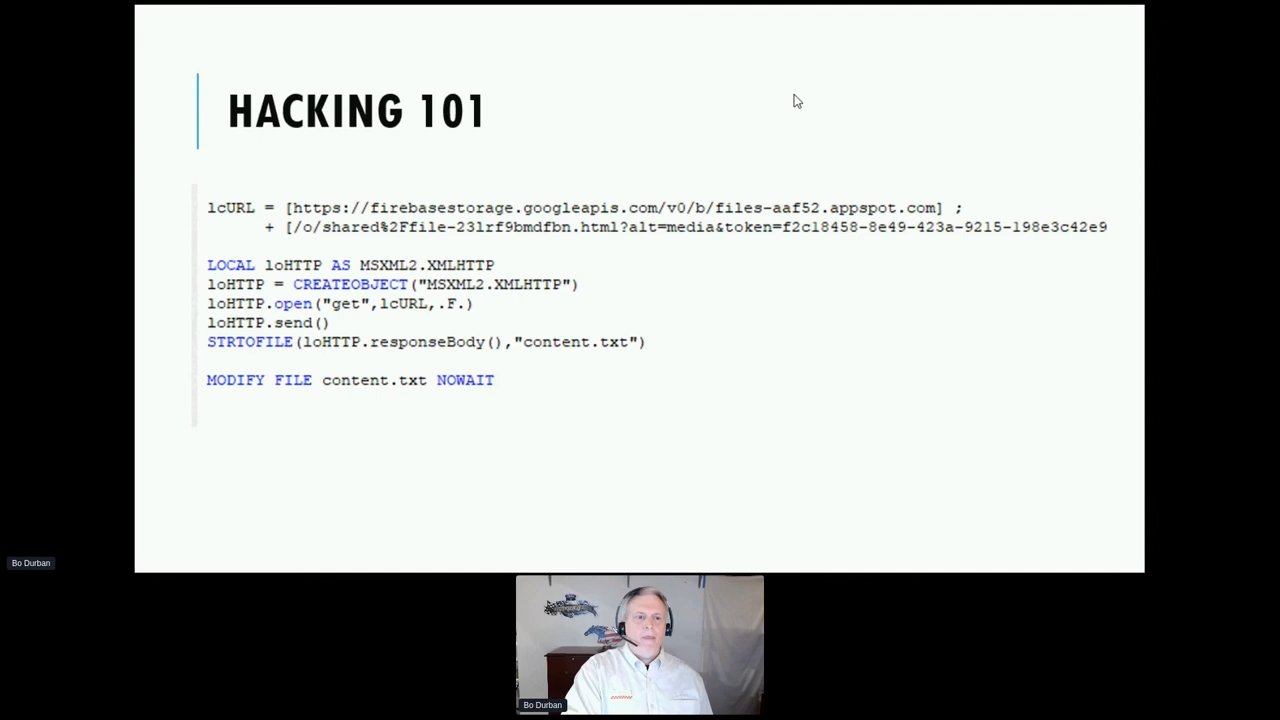 HACKING 101
lcURL = [https://firebasestorage.googleapis.com/v0/b/files-aaf52.appspot.com] ;
+ [/o/shared%2Ffile-23lrf9bmdfbn.html?alt=media&token=f2c18458-8e49-423a-9215-198e3c42e9
LOCAL loHTTP AS MSXML2.XMLHTTP
loHTTP = CREATEOBJECT("MSXML2.XMLHTTP")
loHTTP.open("get",lcURL,.F.)
loHTTP.send()
STRTOFILE(loHTTP.responseBody(),"content.txt")
MODIFY FILE content.txt NOWAIT
Bo Durban
Bo Durban